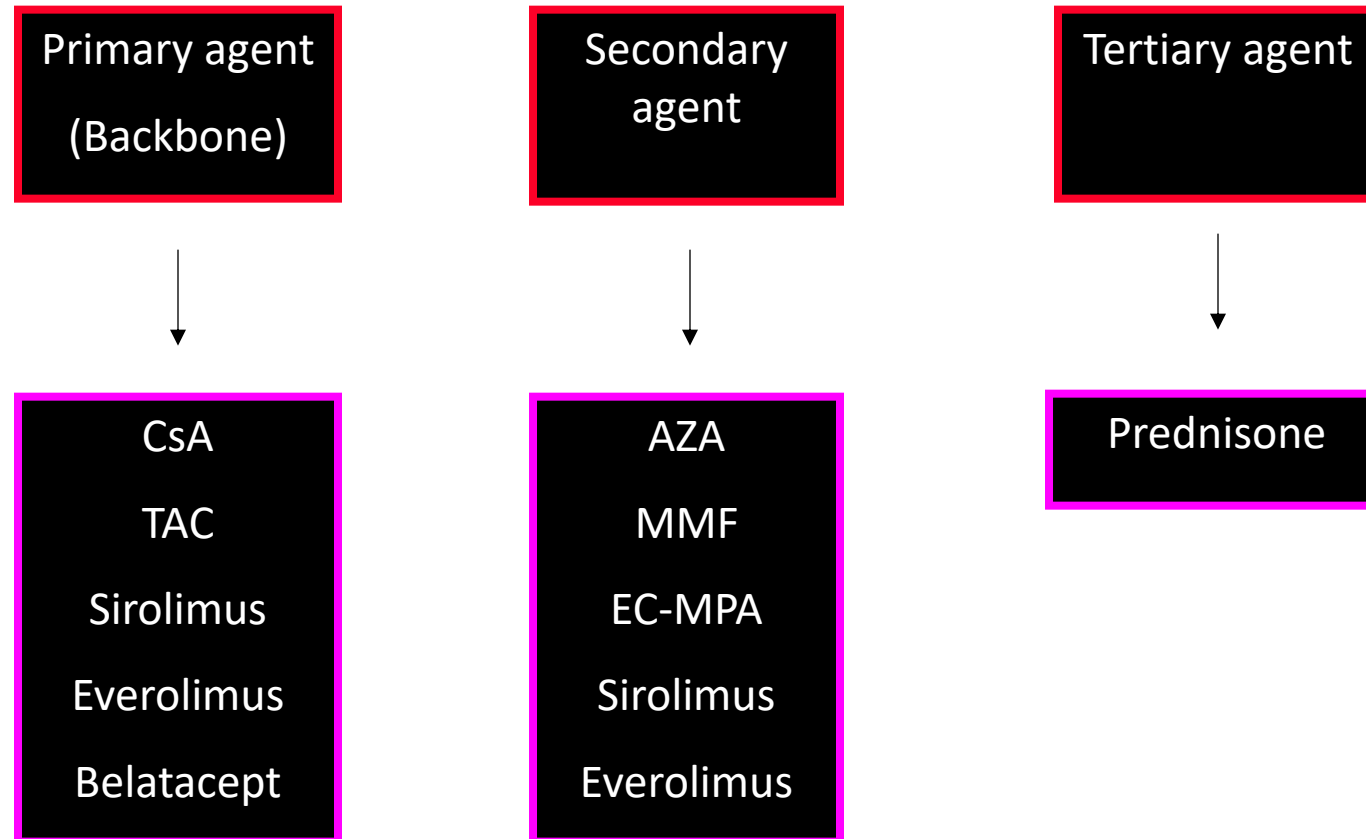 Primary agent
(Backbone)
Secondary
agent
Tertiary agent
CsA
TAC
Sirolimus
Everolimus
Belatacept
AZA
MMF
EC-MPA
Sirolimus
Everolimus
Prednisone